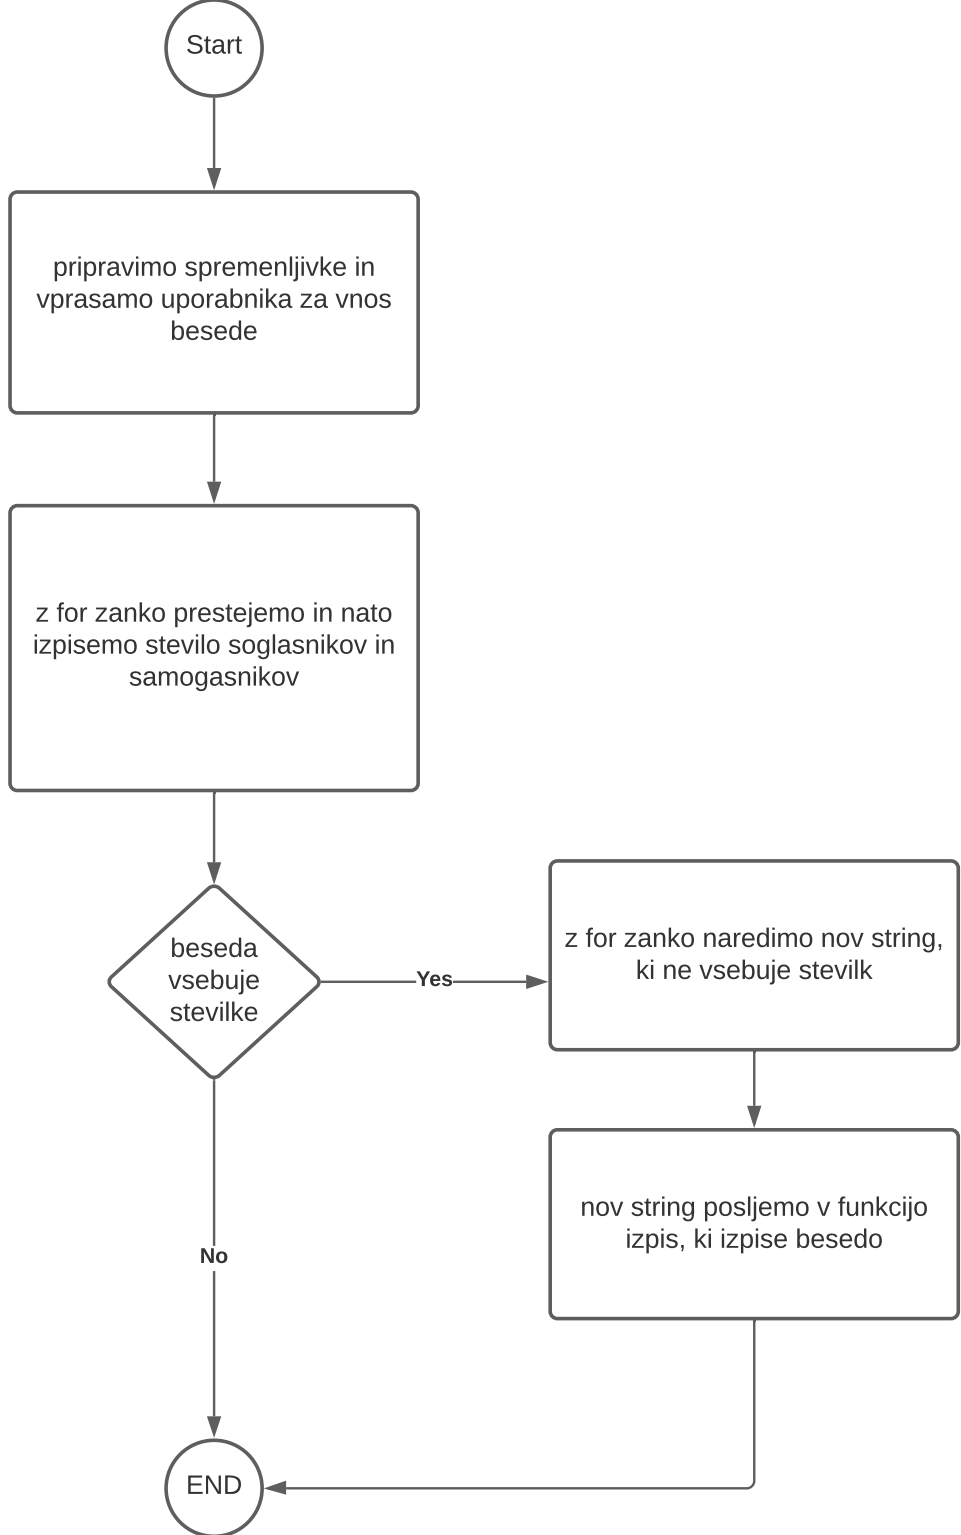 Start
pripravimo spremenljivke in
vprasamo uporabnika za vnos
besede
z for zanko prestejemo in nato
izpisemo stevilo soglasnikov in
samogasnikov
beseda
vsebuje
stevilke
Yes
z for zanko naredimo nov string,
ki ne vsebuje stevilk
nov string posljemo v funkcijo
izpis, ki izpise besedo
No
END